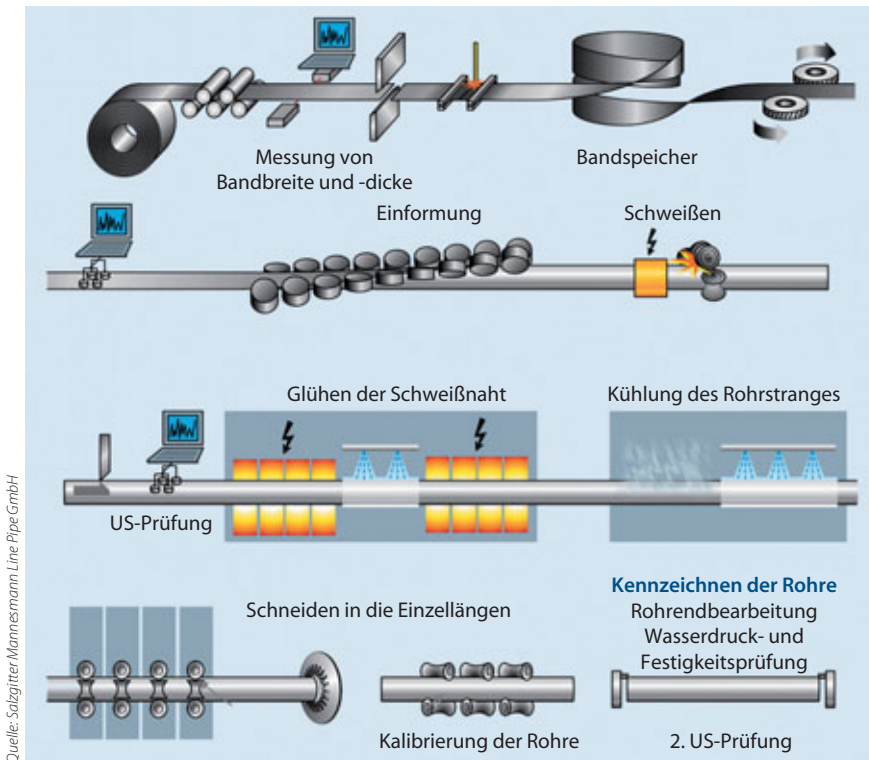 Messung von
Bandbreite und -dicke
Bandspeicher
Einformung
Schweißen
Glühen der Schweißnaht
Kühlung des Rohrstranges
US-Prüfung
Schneiden in die Einzellängen
Kennzeichnen der Rohre
Rohrendbearbeitung
Wasserdruck- und
Festigkeitsprüfung
Kalibrierung der Rohre
2. US-Prüfung
Quelle: Salzgitter Mannesmann Line Pipe GmbH